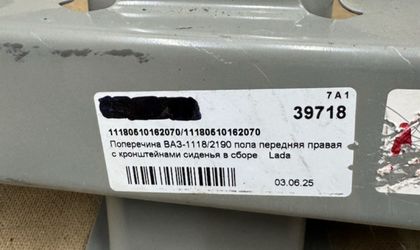 7 A 1
39718
11180510162070/11180510162070
Поперечина ВАЗ-1118/2190 пола передняя правая
с кронштейнами сиденья в сборе Lada
03.06.25
A